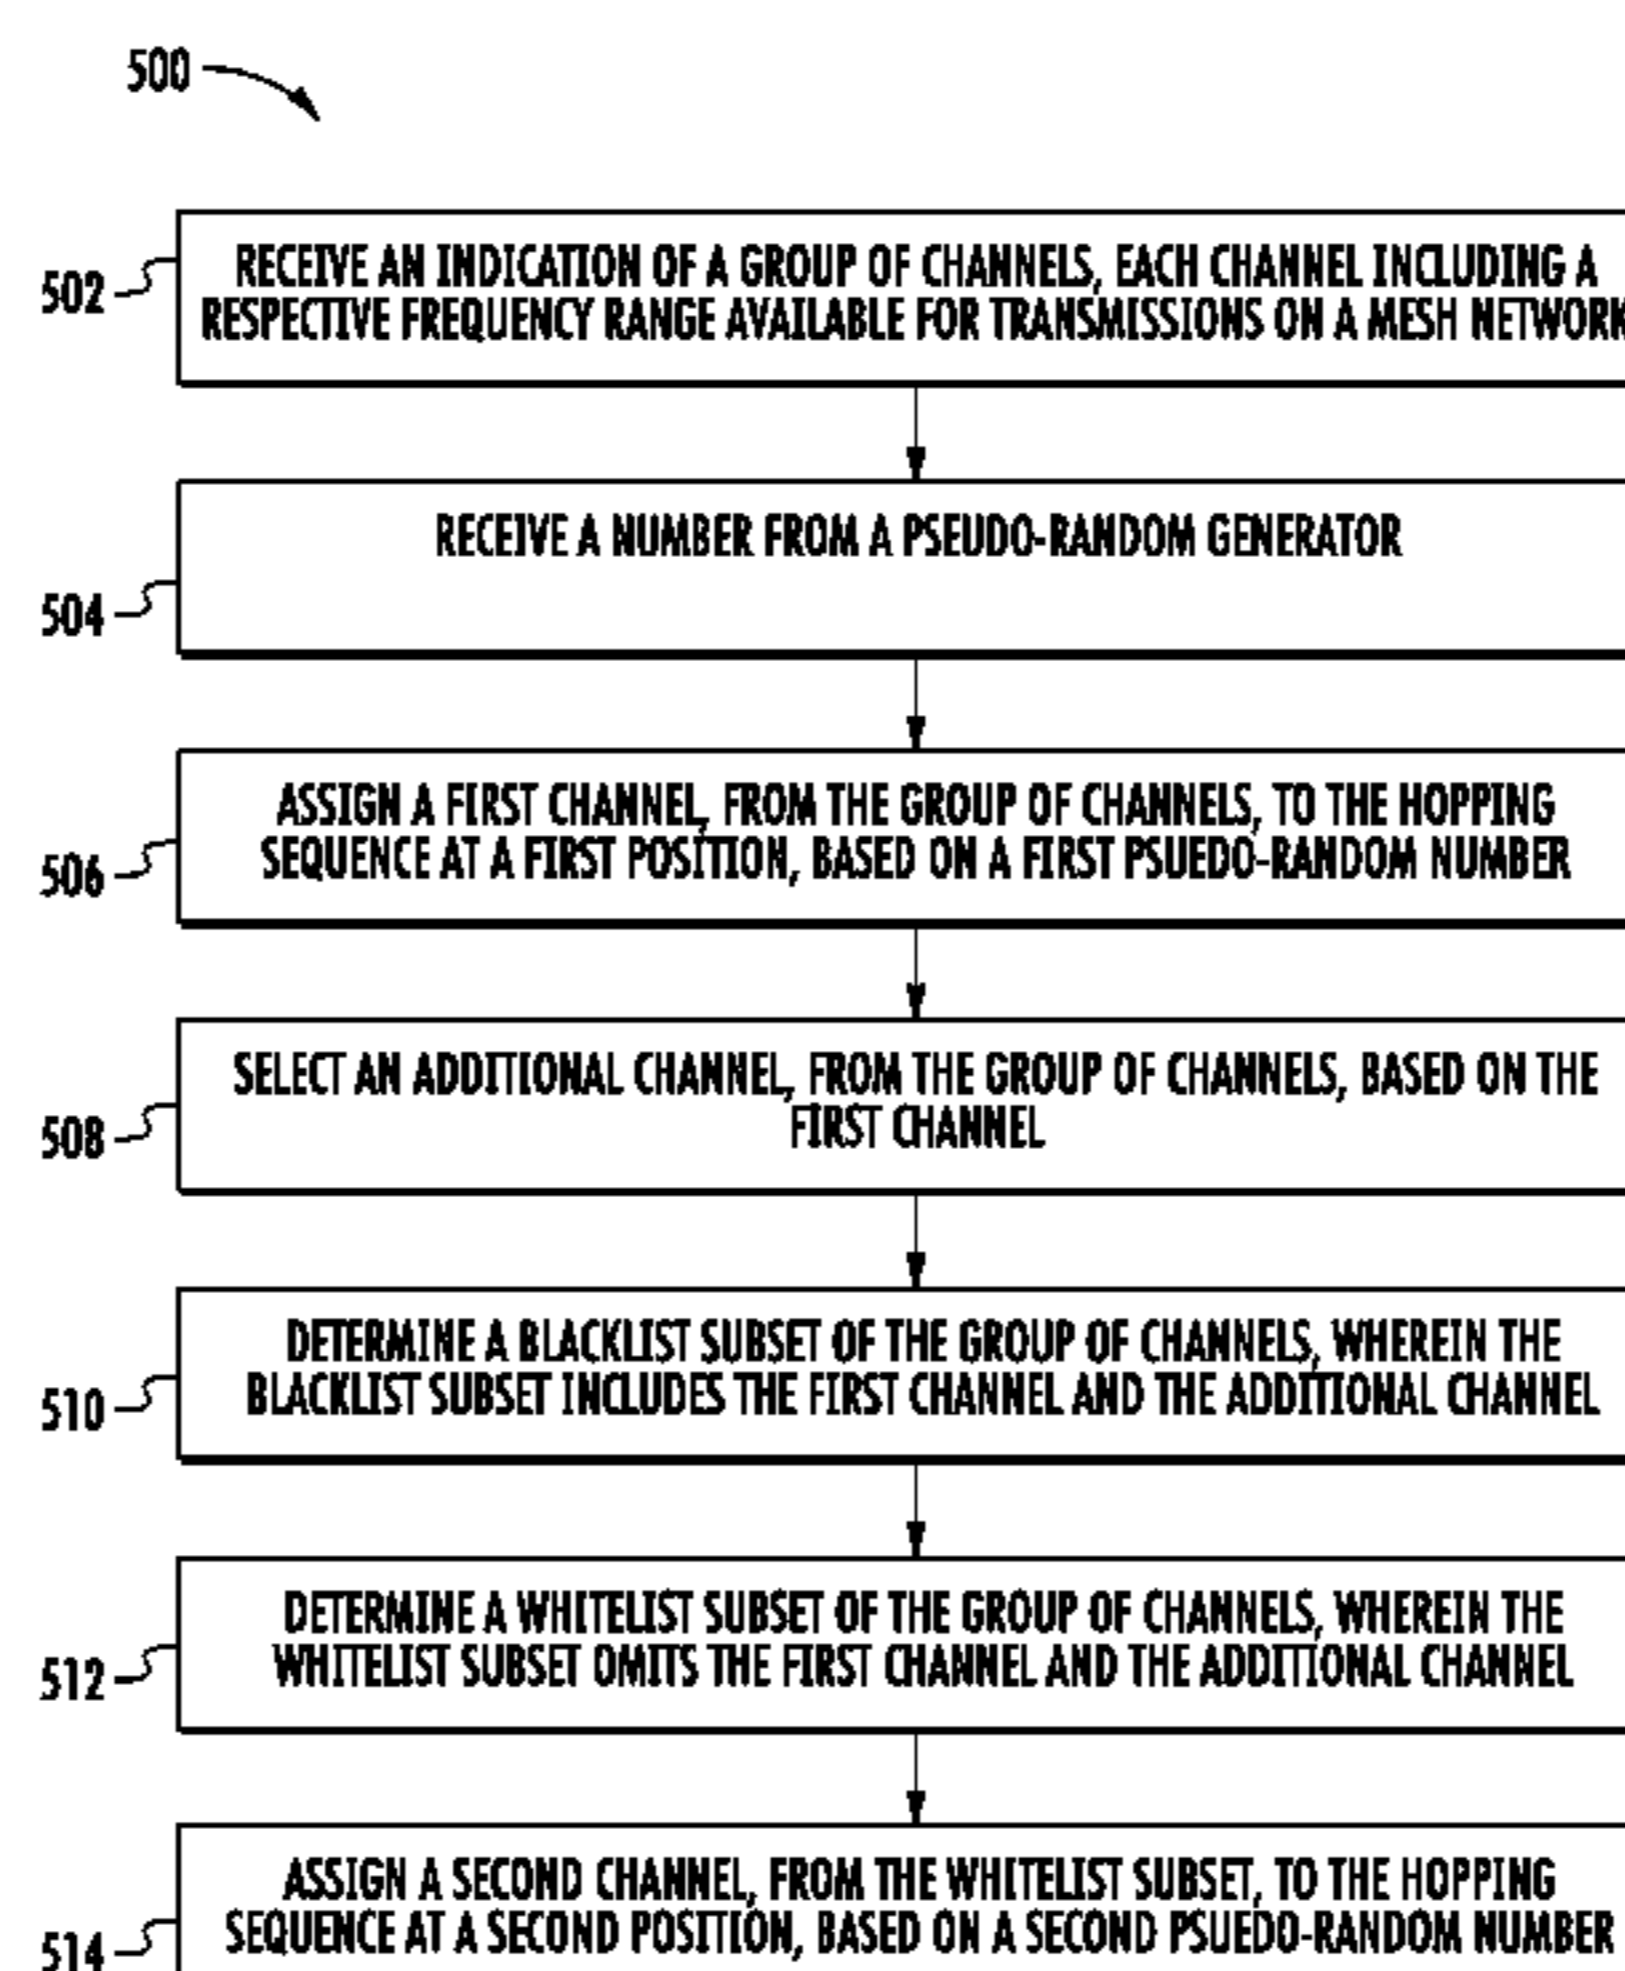 500
502
RECEIVE AN INDICATION OF A GROUP OF CHANNELS, EACH CHANNEL INCLUDING A
RESPECTIVE FREQUENCY RANGE AVAILABLE FOR TRANSMISSIONS ON A MESH NETWORK
RECEIVE A NUMBER FROM A PSEUDO-RANDOM GENERATOR
504
ASSIGN A FIRST CHANNEL, FROM THE GROUP OF CHANNELS, TO THE HOPPING
SEQUENCE AT A FIRST POSITION, BASED ON A FIRST PSUEDO-RANDOM NUMBER
506
SELECT AN ADDITIONAL CHANNEL, FROM THE GROUP OF CHANNELS, BASED ON THE
FIRST CHANNEL
508
DETERMINE A BLACKLIST SUBSET OF THE GROUP OF CHANNELS, WHEREIN THE
BLACKLIST SUBSET INCLUDES THE FIRST CHANNEL AND THE ADDITIONAL CHANNEL
510
DETERMINE A WHITELIST SUBSET OF THE GROUP OF CHANNELS, WHEREIN THE
WHITELIST SUBSET OMITS THE FIRST CHANNEL AND THE ADDITIONAL CHANNEL
512
ASSIGN A SECOND CHANNEL, FROM THE WHITELIST SUBSET, TO THE HOPPING
SEQUENCE AT A SECOND POSITION, BASED ON A SECOND PSUEDO-RANDOM NUMBER
514